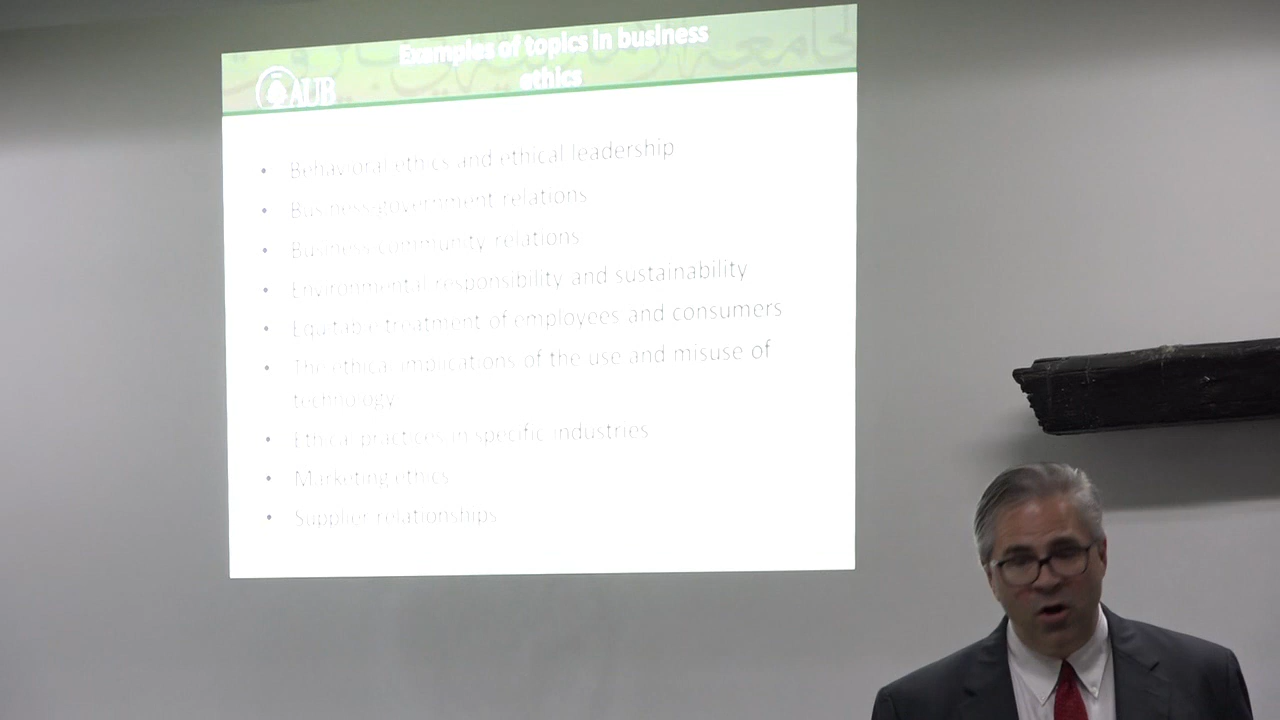 Examples of topics in business
ethics
AUB
• Behavioral ethics and ethical leadership
• Business-government relations
• Business-community relations
• Environmental responsibility and sustainability
• Equitable treatment of employees and consumers
• The ethical implications of the use and misuse of
technology
• Ethical practices in specific industries
• Marketing ethics
• Supplier relationships